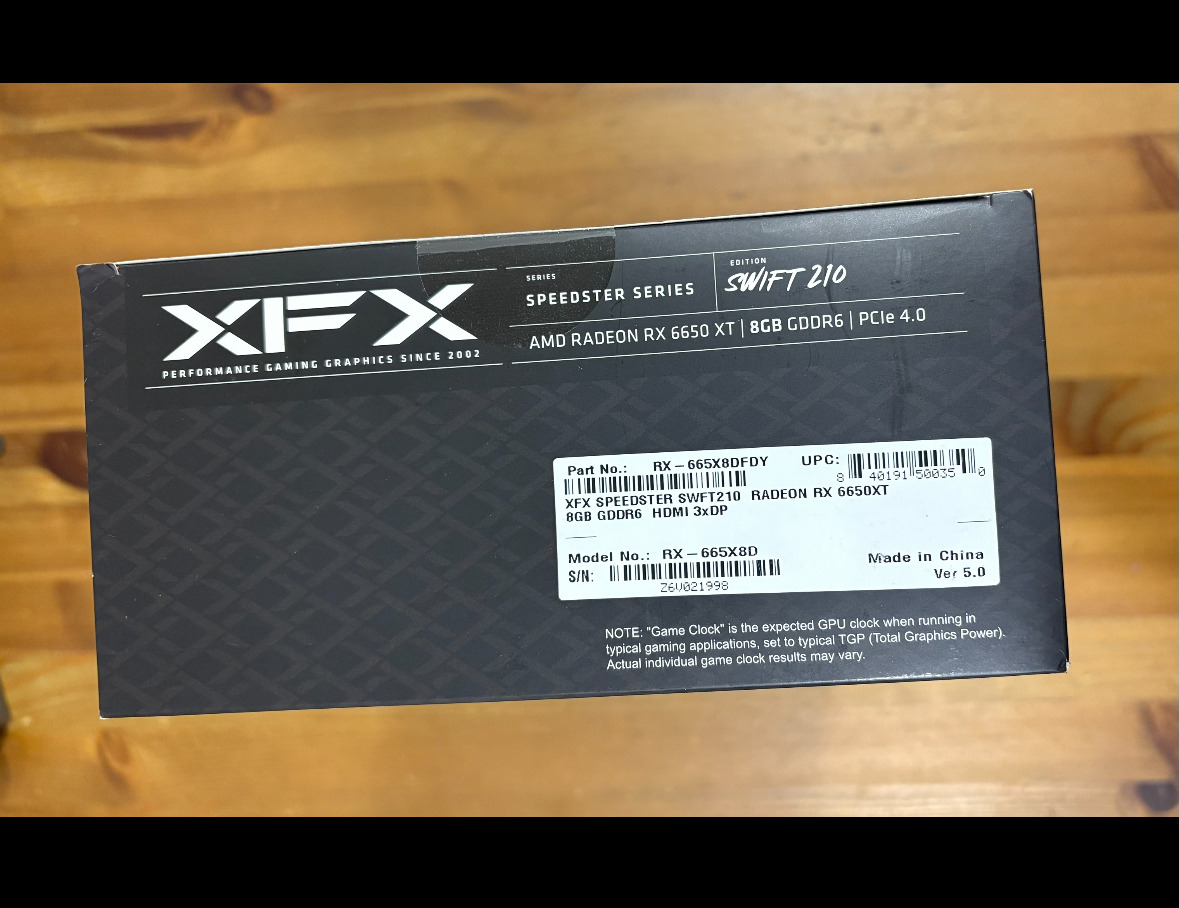 XFX
PERFORMANCE GAMING GRAPHICS SINCE 2002
SERIES
SPEEDSTER SERIES
EDITION
SWIFT 210
AMD RADEON RX 6650 XT | 8GB GDDR6 | PCIe 4.0
Part No.: RX-665X8DFDY UPC:
8 40191 50035 0
XFX SPEEDSTER SWFT210 RADEON RX 6650XT
8GB GDDR6 HDMI 3xDP
Model No.: RX-665X8D
Made in China
S/N:
Z6V021998
Ver 5.0
NOTE: "Game Clock" is the expected GPU clock when running in
typical gaming applications, set to typical TGP (Total Graphics Power).
Actual individual game clock results may vary.